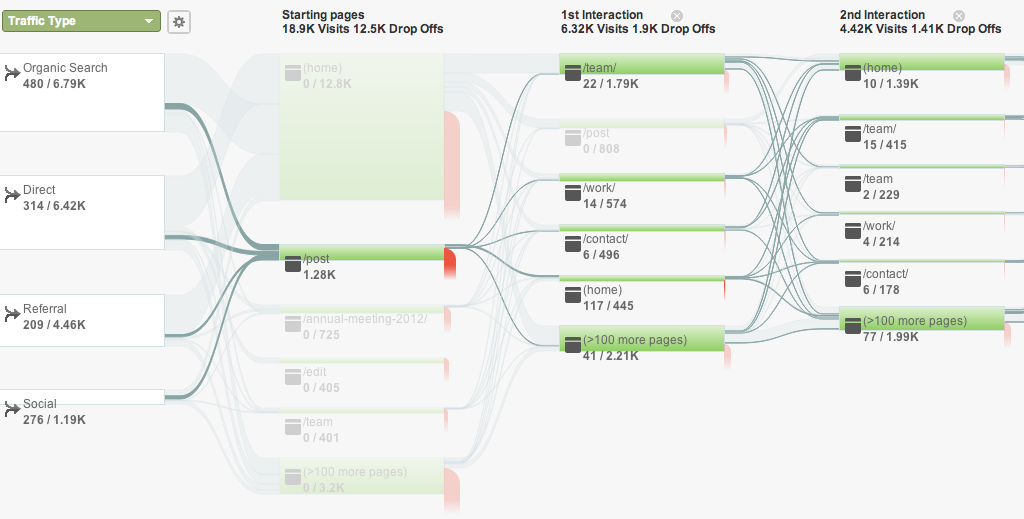 Traffic Type
Starting pages
18.9K Visits 12.5K Drop Offs
1st Interaction
6.32K Visits 1.9K Drop Offs
2nd Interaction
4.42K Visits 1.41K Drop Offs
Organic Search
480 / 6.79K
Direct
314 / 6.42K
Referral
209 / 4.46K
Social
276 / 1.19K
(home)
0 / 12.8K
/post
1.28K
/annual-meeting-2012/
0 / 725
/edit
0 / 405
/team
0 / 401
(>100 more pages)
0 / 3.2K
/team/
22 / 1.79K
/post
0 / 808
/work/
14 / 574
/contact/
6 / 496
(home)
117 / 445
(>100 more pages)
41 / 2.21K
(home)
10 / 1.39K
/team/
15 / 415
/team
2 / 229
/work/
4 / 214
/contact/
6 / 178
(>100 more pages)
77 / 1.99K